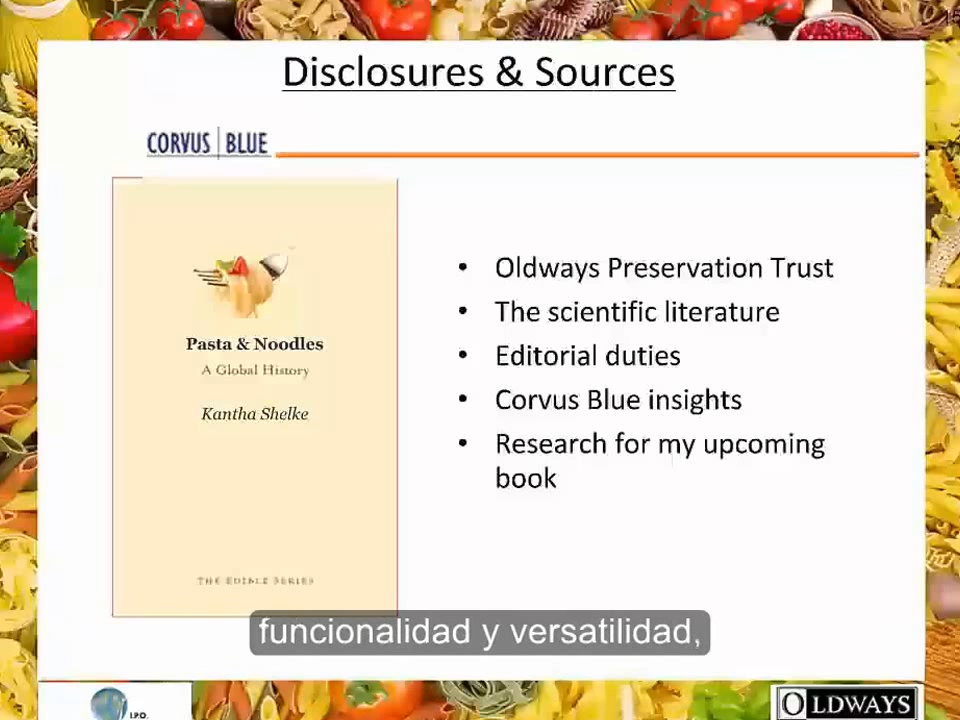 Disclosures & Sources
CORVUS BLUE
Pasta & Noodles
A Global History
Kantha Shelke
THE EDIBLE SERIES
• Oldways Preservation Trust
• The scientific literature
• Editorial duties
• Corvus Blue insights
• Research for my upcoming
book
funcionalidad y versatilidad,
I.P.O.
OLDWAYS